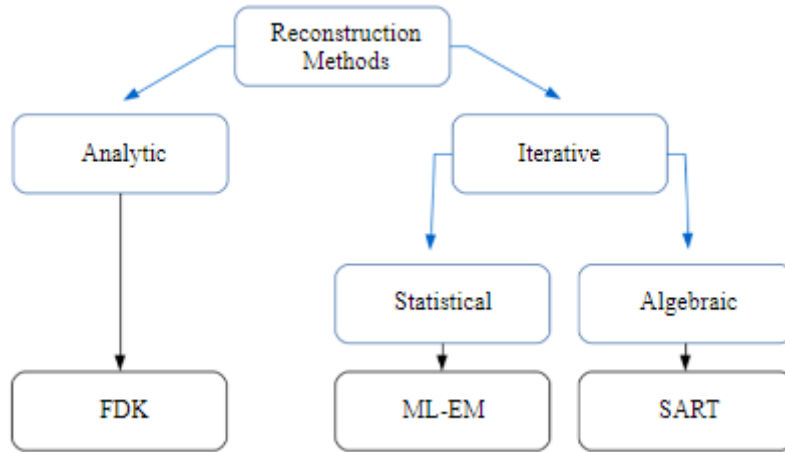 Reconstruction
Methods
Analytic
Iterative
Statistical
Algebraic
FDK
ML-EM
SART